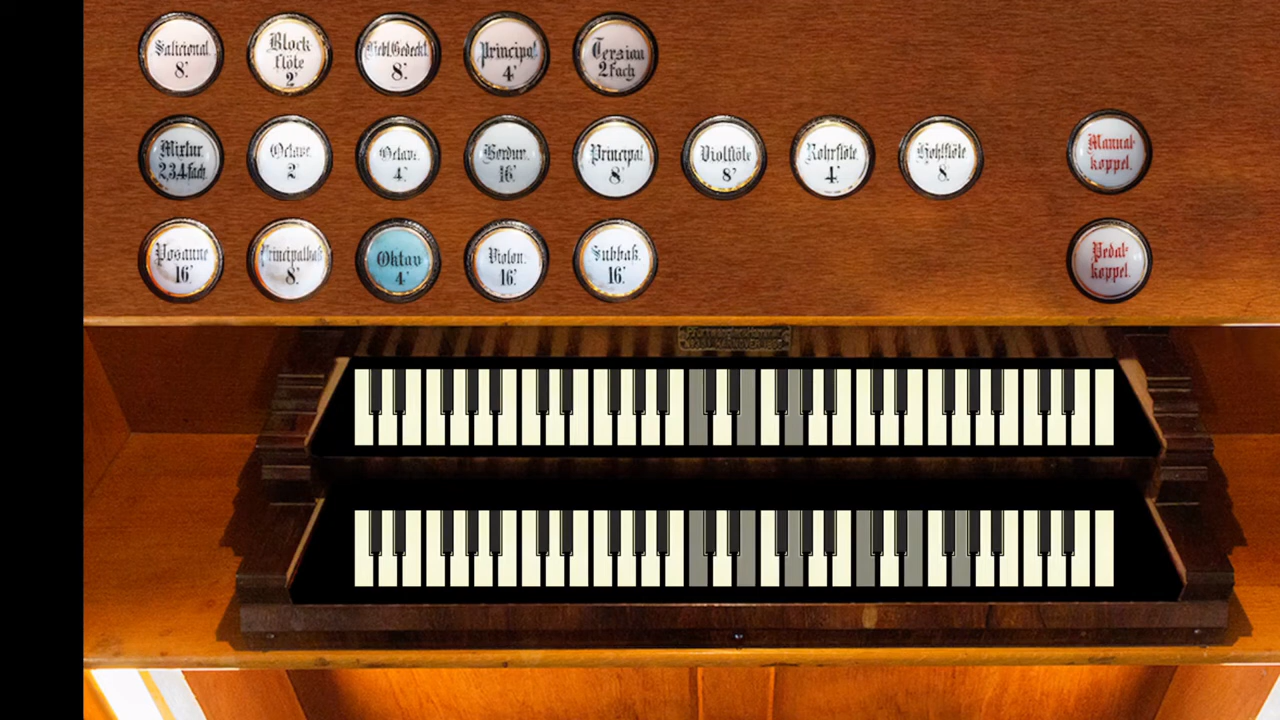 Salicional
8'.
Block
flöte
2'
Liebl.Gedeckt
8'.
Principal
4'
Tersian
2fach
Mixtur
2,3,4fach.
Octave.
2'
Octave.
4'.
Bordun.
16'.
Principal.
8'
Violflöte
8'
Rohrflöte.
4'.
Hohlflöte
8.
Manual-
koppel.
Posaune
16'
Principalbaß
8'.
Oktav
4'
Violon.
16'.
Subbaß.
16'.
Pedal-
koppel.